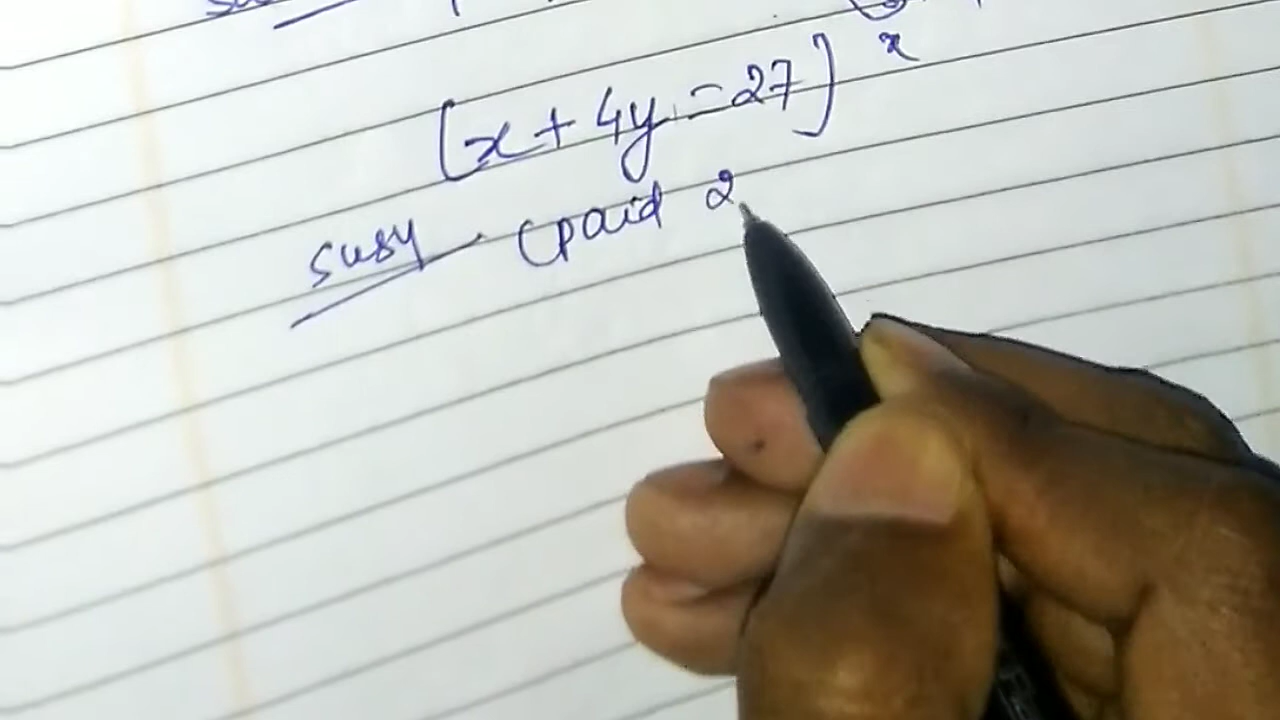 x
[x + 4y = 27]
susy - (paid 2